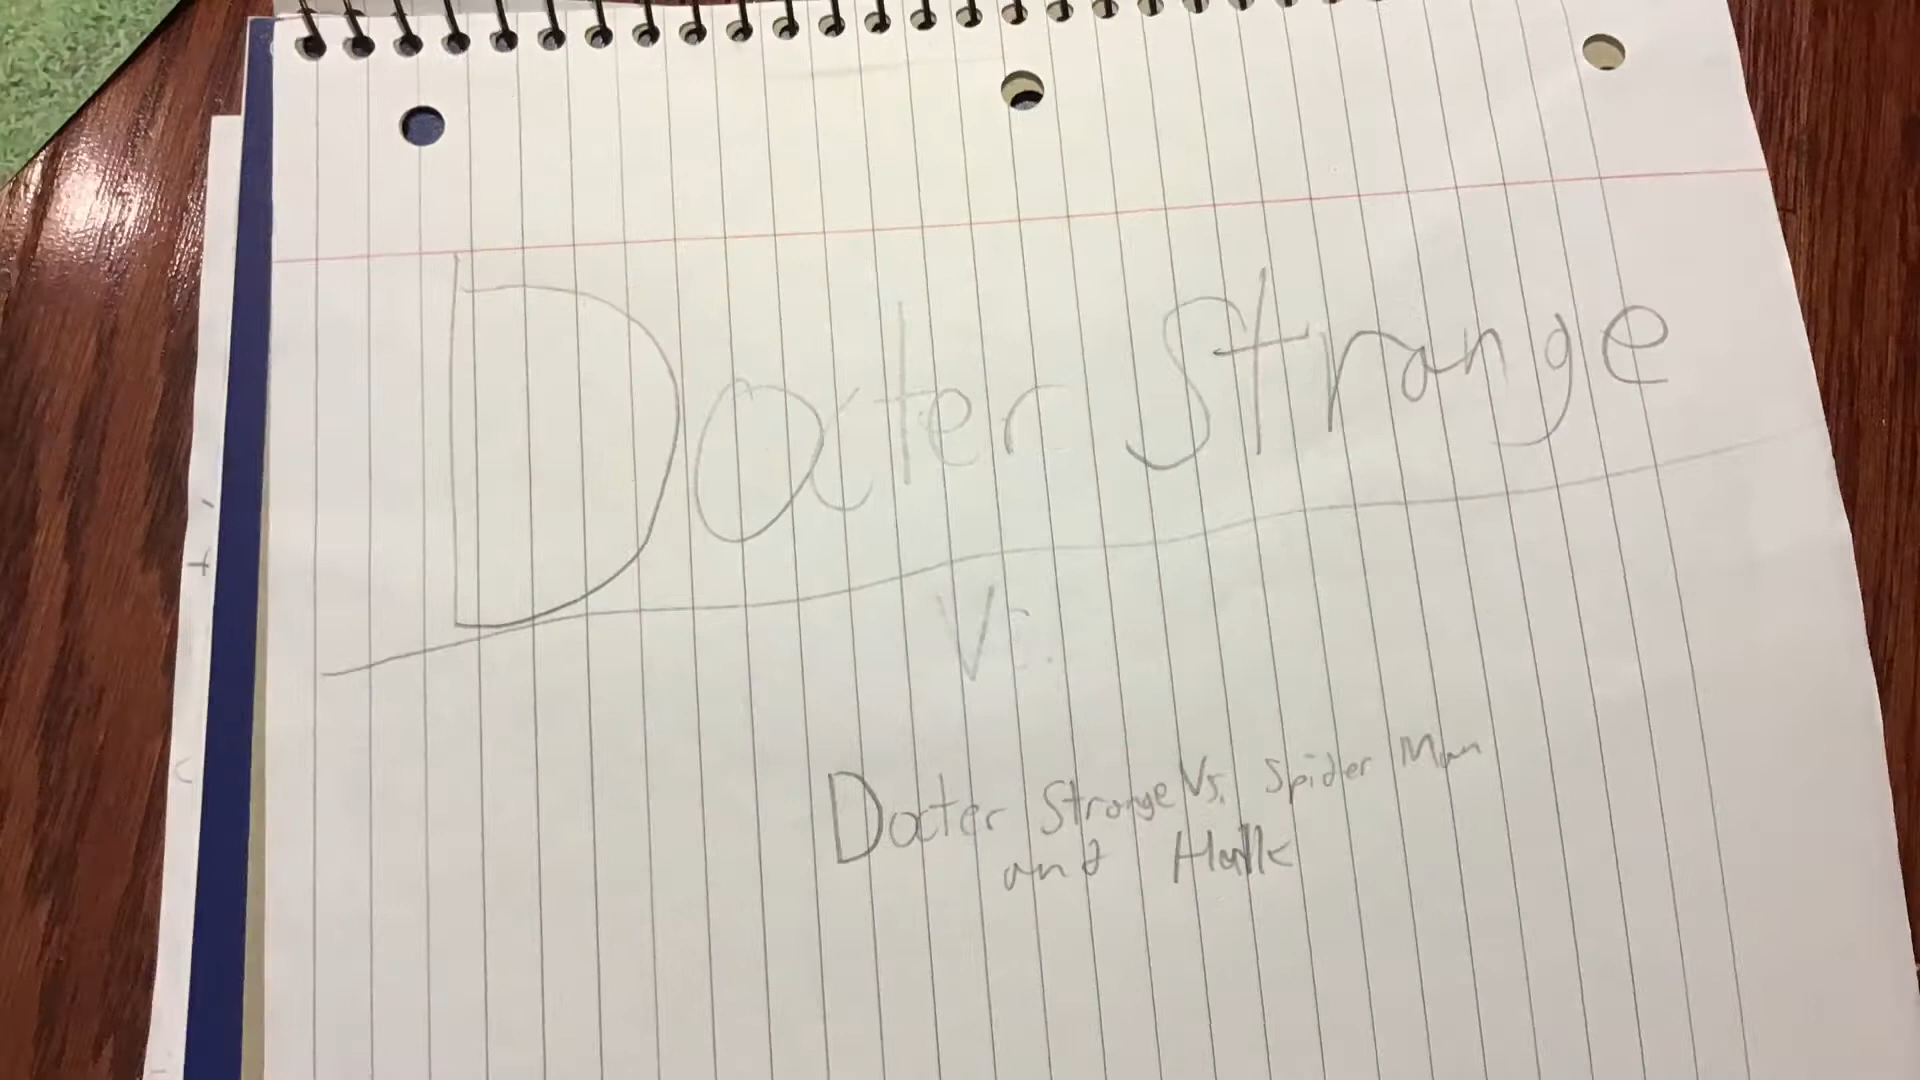 Docter Strange
Vs.
Docter Strange Vs. Spider Man
and Hulk